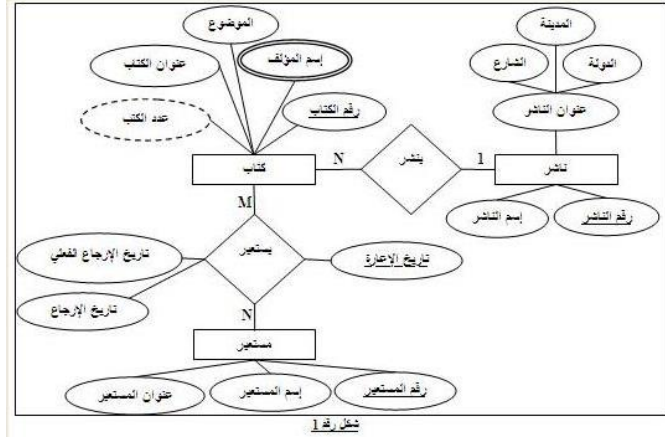 الموضوع
المدينة
إسم المؤلف
عنوان الكتاب
الدولة
الشارع
رقم الكتاب
عنوان الناشر
عدد الكتب
ناشر
1
ينشر
N
كتاب
M
رقم الناشر
إسم الناشر
تاريخ الإعارة
يستعير
تاريخ الإرجاع الفعلي
تاريخ الإرجاع
N
مستعير
رقم المستعير
إسم المستعير
عنوان المستعير
شكل رقم 1